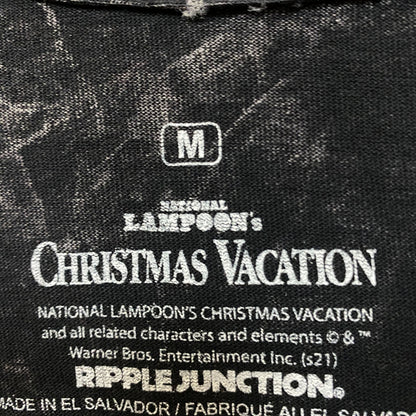 M
NATIONAL
LAMPOON's
CHRISTMAS VACATION
NATIONAL LAMPOON'S CHRISTMAS VACATION
and all related characters and elements © & ™
Warner Bros. Entertainment Inc. (s21)
RIPPLE JUNCTION®
MADE IN EL SALVADOR / FABRIQUÉ AU EL SALVADOR